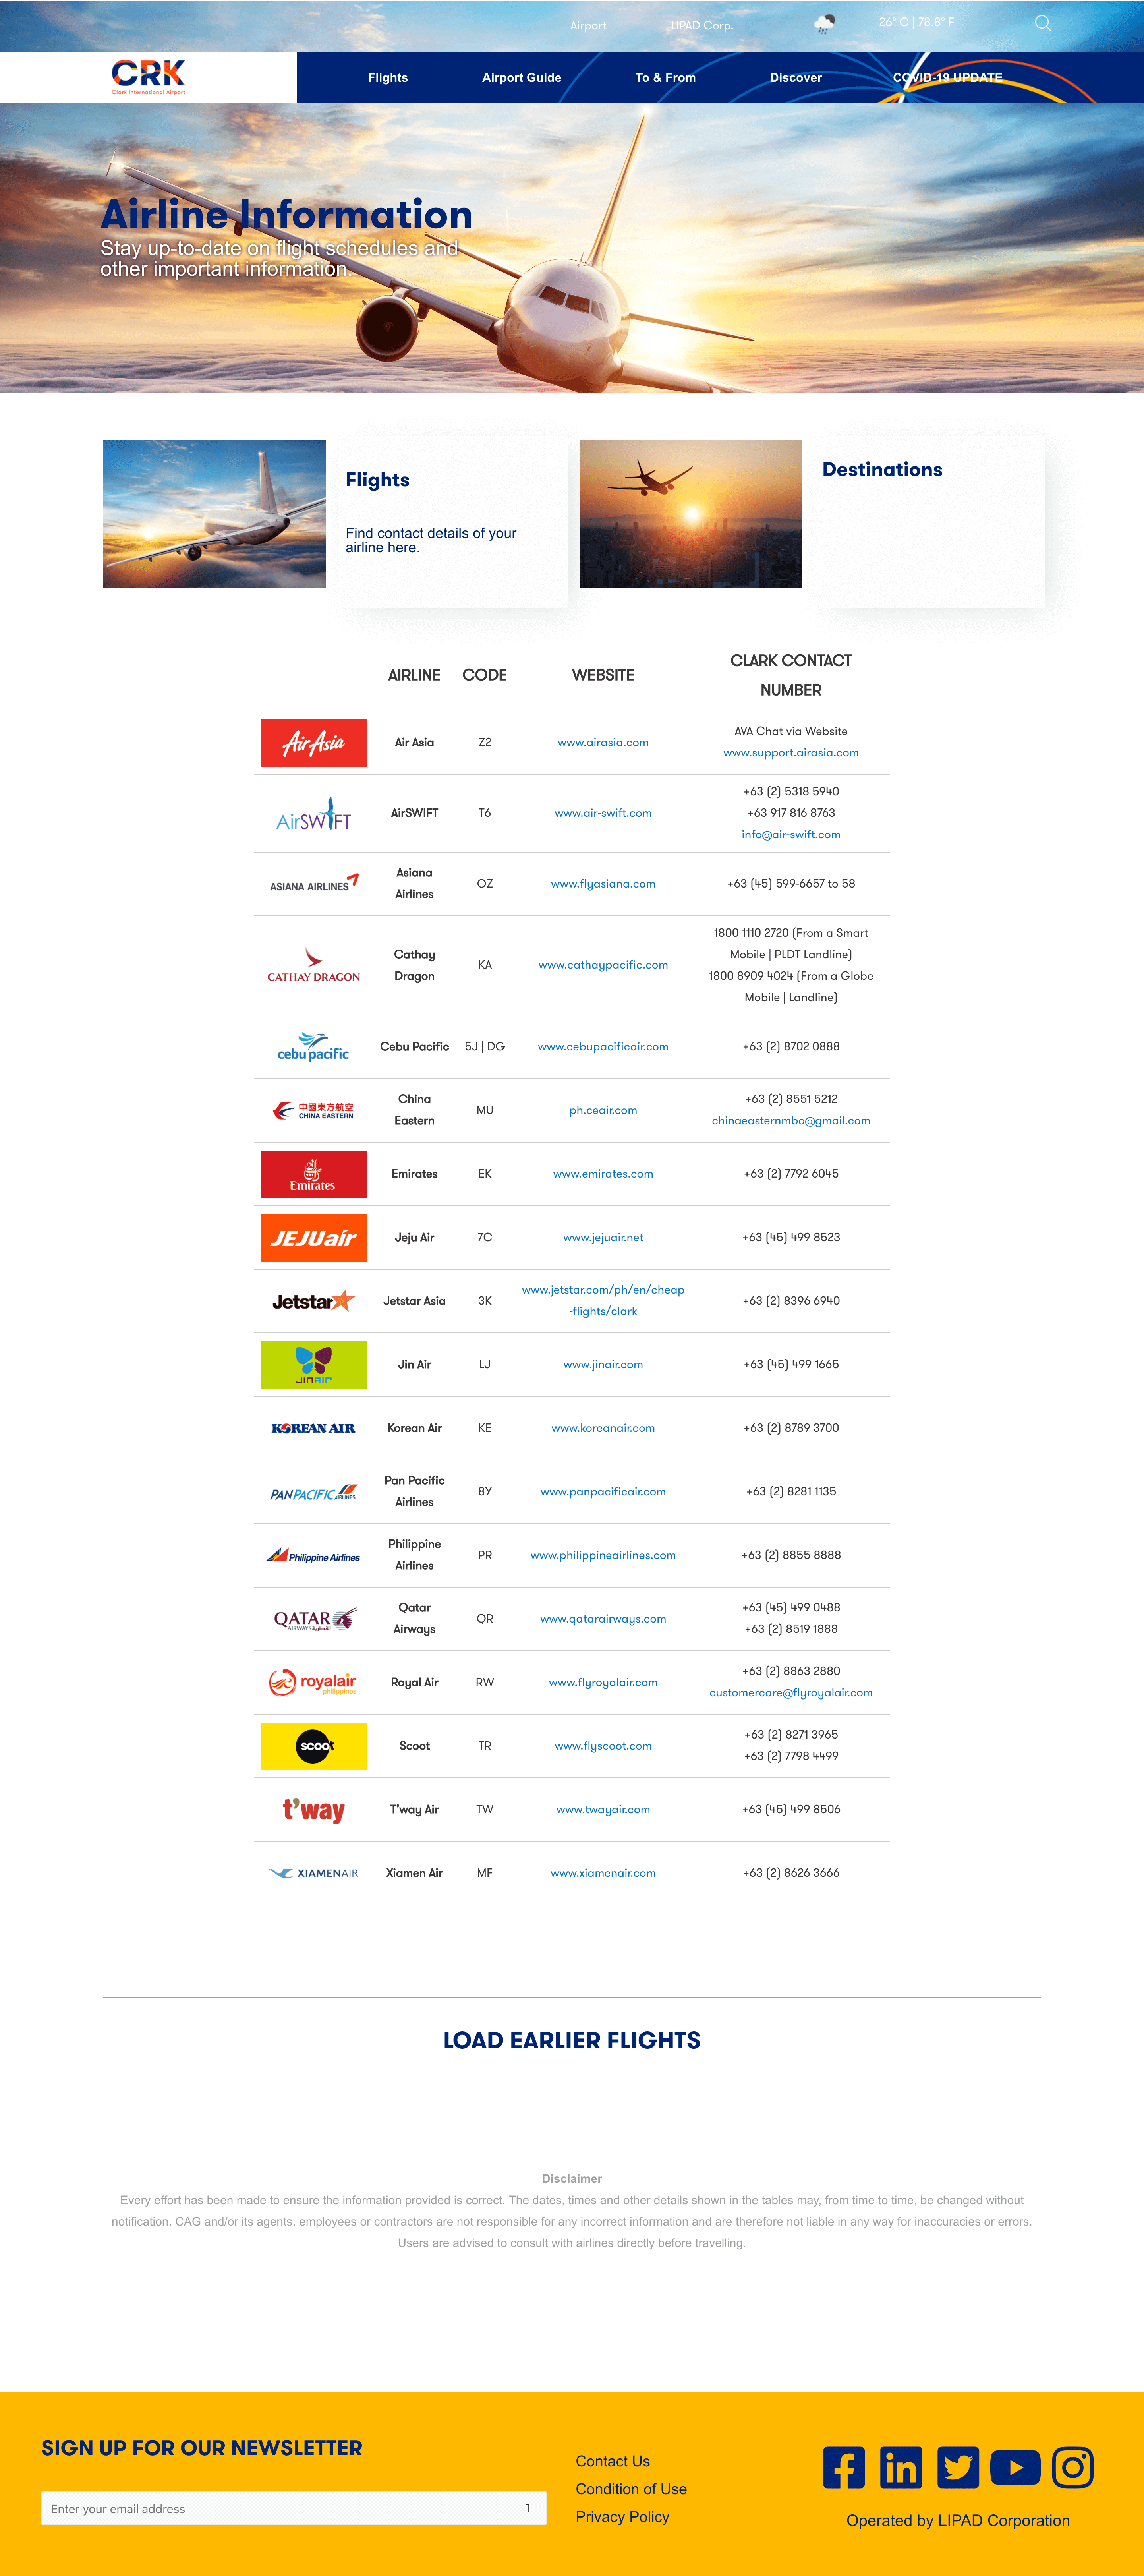 Airport
LIPAD Corp.
26° C | 78.8° F
CRK
Clark International Airport
Flights
Airport Guide
To & From
Discover
COVID-19 UPDATE
Airline Information
Stay up-to-date on flight schedules and
other important information.
Flights
Find contact details of your
airline here.
Destinations
AIRLINE
CODE
WEBSITE
CLARK CONTACT
NUMBER
AirAsia
Air Asia
Z2
www.airasia.com
AVA Chat via Website
www.support.airasia.com
AirSWIFT
AirSWIFT
T6
www.air-swift.com
+63 (2) 5318 5940
+63 917 816 8763
info@air-swift.com
ASIANA AIRLINES
Asiana
Airlines
OZ
www.flyasiana.com
+63 (45) 599-6657 to 58
CATHAY DRAGON
Cathay
Dragon
KA
www.cathaypacific.com
1800 1110 2720 (From a Smart
Mobile | PLDT Landline)
1800 8909 4024 (From a Globe
Mobile | Landline)
cebu pacific
Cebu Pacific
5J | DG
www.cebupacificair.com
+63 (2) 8702 0888
中國東方航空
CHINA EASTERN
China
Eastern
MU
ph.ceair.com
+63 (2) 8551 5212
chinaeasternmbo@gmail.com
Emirates
Emirates
EK
www.emirates.com
+63 (2) 7792 6045
JEJUair
Jeju Air
7C
www.jejuair.net
+63 (45) 499 8523
Jetstar
Jetstar Asia
3K
www.jetstar.com/ph/en/cheap
-flights/clark
+63 (2) 8396 6940
JINAIR
Jin Air
LJ
www.jinair.com
+63 (45) 499 1665
KOREAN AIR
Korean Air
KE
www.koreanair.com
+63 (2) 8789 3700
PAN PACIFIC AIRLINES
Pan Pacific
Airlines
8Y
www.panpacificair.com
+63 (2) 8281 1135
Philippine Airlines
Philippine
Airlines
PR
www.philippineairlines.com
+63 (2) 8855 8888
QATAR
AIRWAYS القطرية
Qatar
Airways
QR
www.qatarairways.com
+63 (45) 499 0488
+63 (2) 8519 1888
royalair
philippines
Royal Air
RW
www.flyroyalair.com
+63 (2) 8863 2880
customercare@flyroyalair.com
scoot
Scoot
TR
www.flyscoot.com
+63 (2) 8271 3965
+63 (2) 7798 4499
t'way
T'way Air
TW
www.twayair.com
+63 (45) 499 8506
XIAMENAIR
Xiamen Air
MF
www.xiamenair.com
+63 (2) 8626 3666
LOAD EARLIER FLIGHTS
Disclaimer
Every effort has been made to ensure the information provided is correct. The dates, times and other details shown in the tables may, from time to time, be changed without
notification. CAG and/or its agents, employees or contractors are not responsible for any incorrect information and are therefore not liable in any way for inaccuracies or errors.
Users are advised to consult with airlines directly before travelling.
SIGN UP FOR OUR NEWSLETTER
Enter your email address
Contact Us
Condition of Use
Privacy Policy
Operated by LIPAD Corporation